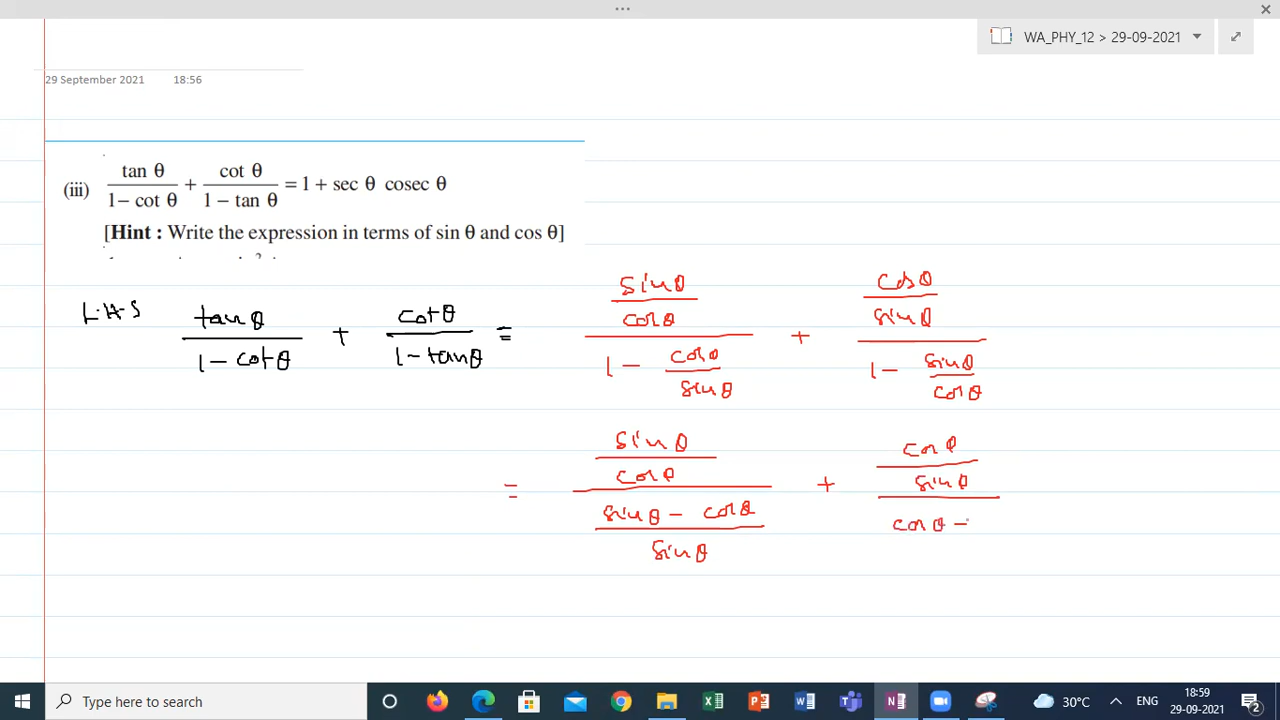 WA_PHY_12 > 29-09-2021
29 September 2021 18:56
(iii) tan θ / 1 – cot θ + cot θ / 1 – tan θ = 1 + sec θ cosec θ
[Hint : Write the expression in terms of sin θ and cos θ]
L.H.S tanθ / 1 - cotθ + cotθ / 1 - tanθ = sinθ / cosθ / 1 - cosθ / sinθ + cosθ / sinθ / 1 - sinθ / cosθ
= sinθ / cosθ / sinθ - cosθ / sinθ + cosθ / sinθ / cosθ -
Type here to search
30°C
ENG
18:59
29-09-2021
2